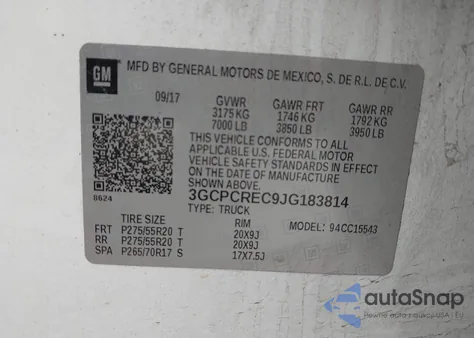 GM
MFD BY GENERAL MOTORS DE MEXICO, S. DE R.L. DE C.V.
09/17 GVWR GAWR FRT GAWR RR
3175 KG 1746 KG 1792 KG
7000 LB 3850 LB 3950 LB
THIS VEHICLE CONFORMS TO ALL
APPLICABLE U.S. FEDERAL MOTOR
VEHICLE SAFETY STANDARDS IN EFFECT
ON THE DATE OF MANUFACTURE
SHOWN ABOVE.
8624 3GCPCREC9JG183814
TYPE: TRUCK MODEL: 94CC15543
TIRE SIZE RIM
FRT P275/55R20 T 20X9J
RR P275/55R20 T 20X9J
SPA P265/70R17 S 17X7.5J
autoSnap